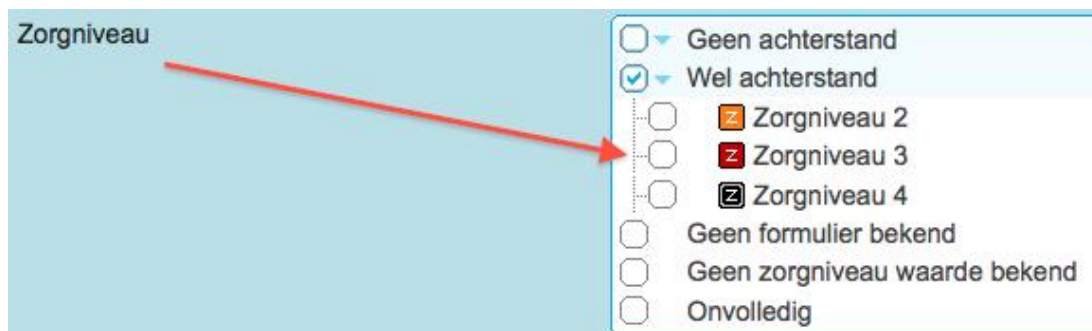 Zorgniveau
Geen achterstand
Wel achterstand
Z Zorgniveau 2
Z Zorgniveau 3
Z Zorgniveau 4
Geen formulier bekend
Geen zorgniveau waarde bekend
Onvolledig